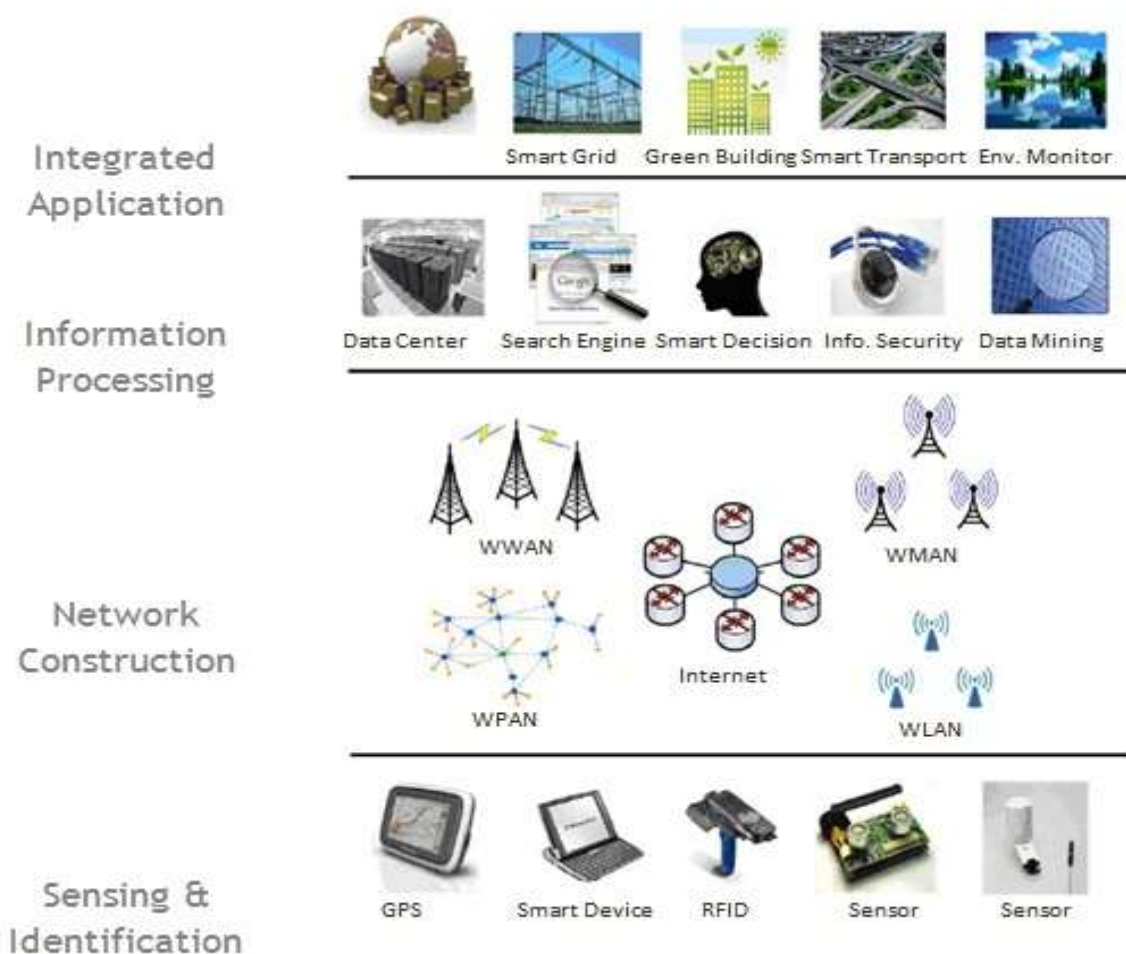 Integrated
Application
Smart Grid Green Building Smart Transport Env. Monitor
Information
Processing
Google
Data Center Search Engine Smart Decision Info. Security Data Mining
Network
Construction
WWAN
WMAN
Internet
WPAN
WLAN
Sensing &
Identification
GPS Smart Device RFID Sensor Sensor